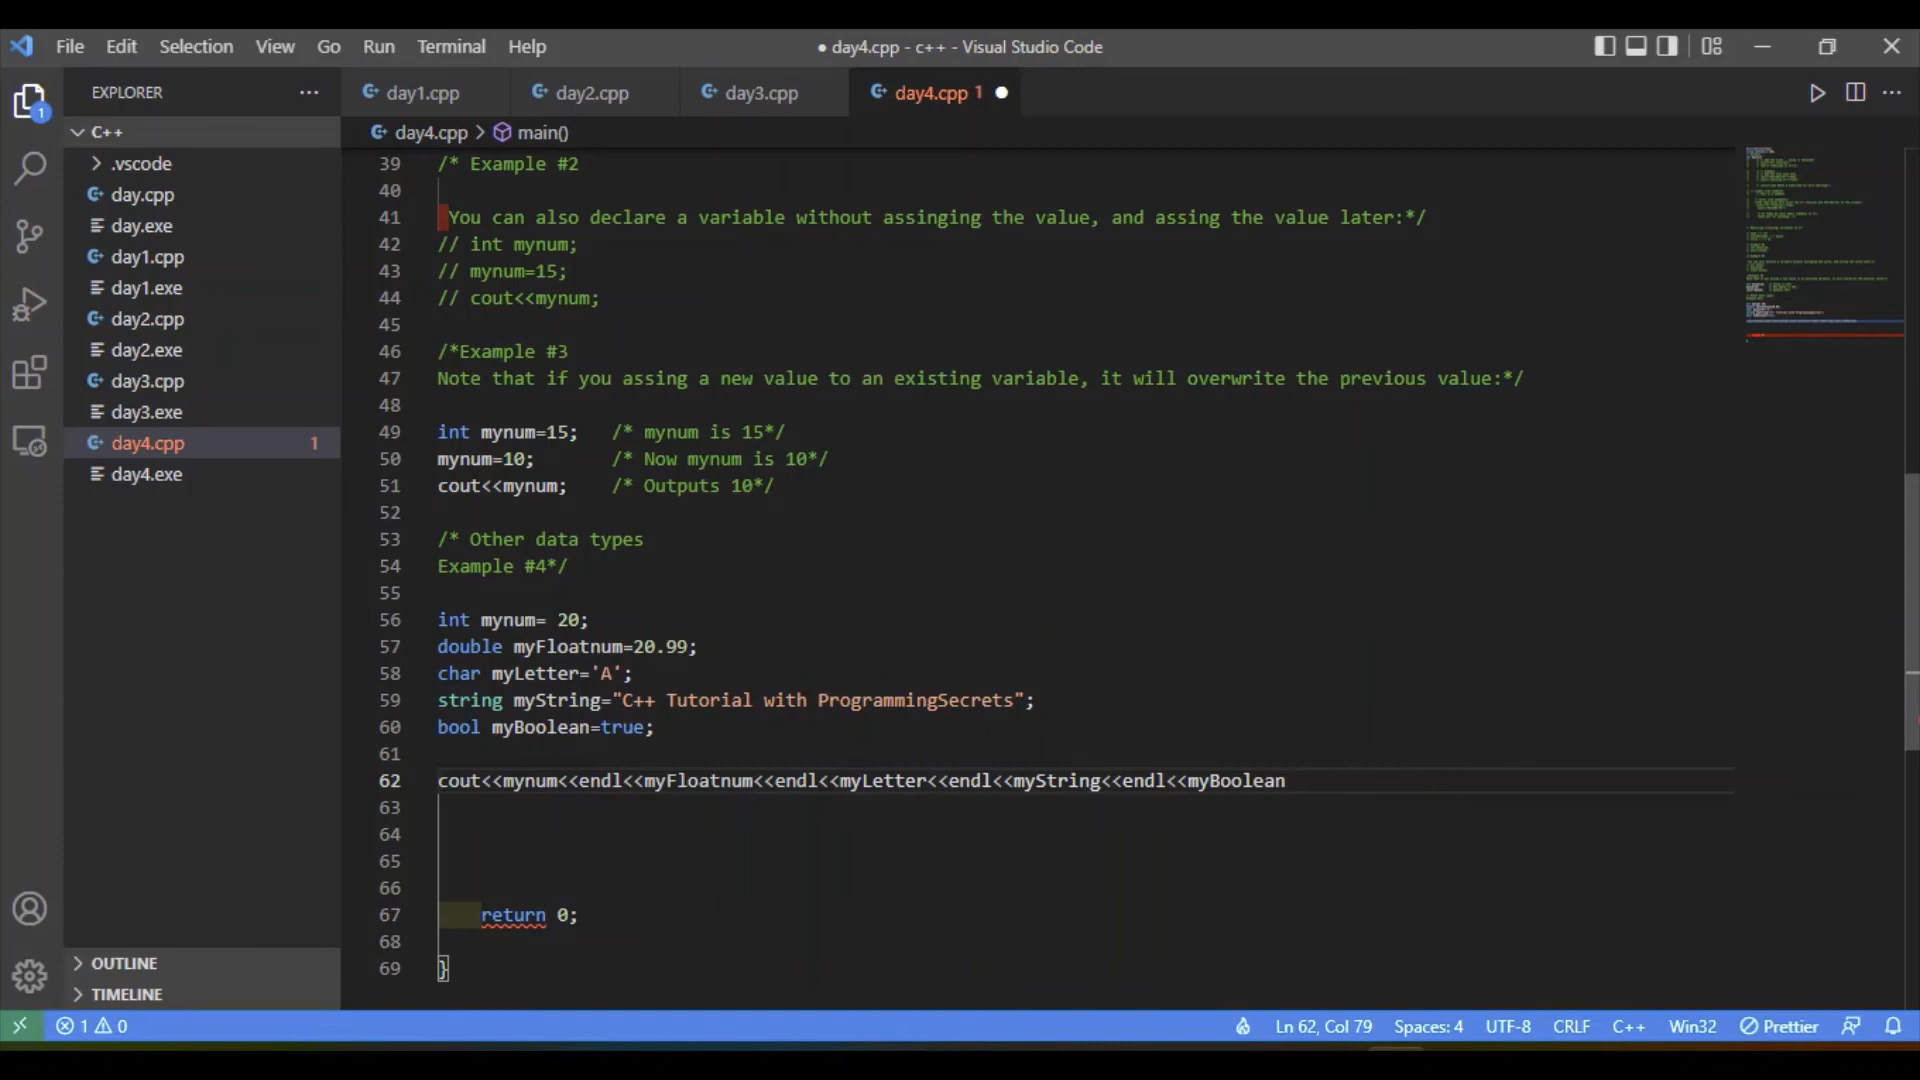 File Edit Selection View Go Run Terminal Help
● day4.cpp - c++ - Visual Studio Code
EXPLORER ···
day1.cpp day2.cpp day3.cpp day4.cpp 1 ●
C++
day4.cpp > main()
.vscode
day.cpp
day.exe
day1.cpp
day1.exe
day2.cpp
day2.exe
day3.cpp
day3.exe
day4.cpp 1
day4.exe
OUTLINE
TIMELINE
1
39 /* Example #2
40
41 You can also declare a variable without assinging the value, and assing the value later:*/
42 // int mynum;
43 // mynum=15;
44 // cout<<mynum;
45
46 /*Example #3
47 Note that if you assing a new value to an existing variable, it will overwrite the previous value:*/
48
49 int mynum=15; /* mynum is 15*/
50 mynum=10; /* Now mynum is 10*/
51 cout<<mynum; /* Outputs 10*/
52
53 /* Other data types
54 Example #4*/
55
56 int mynum= 20;
57 double myFloatnum=20.99;
58 char myLetter='A';
59 string myString="C++ Tutorial with ProgrammingSecrets";
60 bool myBoolean=true;
61
62 cout<<mynum<<endl<<myFloatnum<<endl<<myLetter<<endl<<myString<<endl<<myBoolean
63
64
65
66
67 return 0;
68
69 }
1 0 Ln 62, Col 79 Spaces: 4 UTF-8 CRLF C++ Win32 Prettier